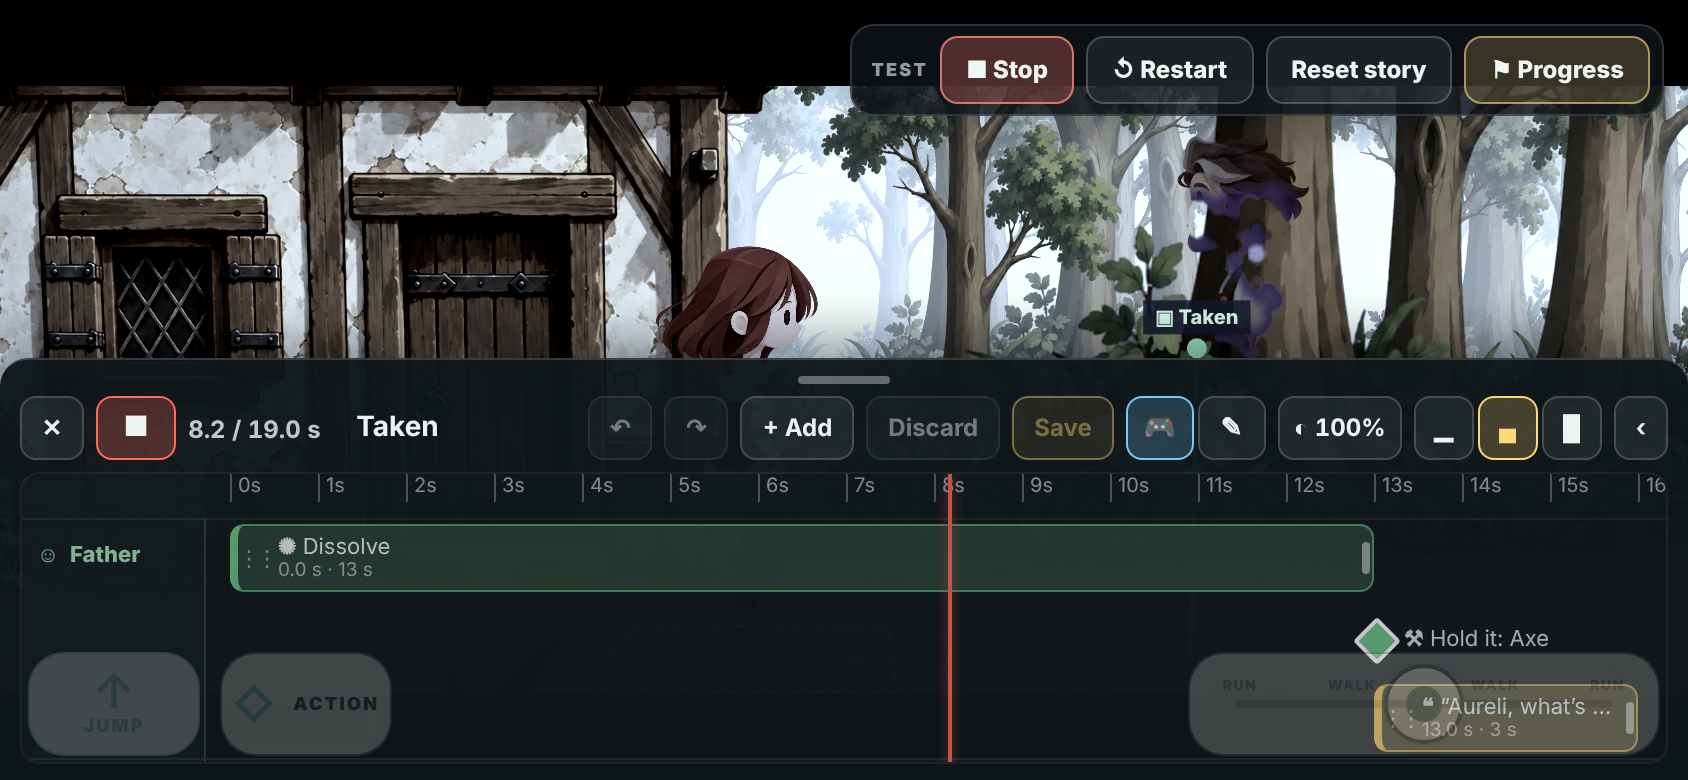 TEST
Stop
Restart
Reset story
Progress
Taken
8.2 / 19.0 s
Taken
+ Add
Discard
Save
100%
0s
1s
2s
3s
4s
5s
6s
7s
8s
9s
10s
11s
12s
13s
14s
15s
16
Father
Dissolve
0.0 s · 13 s
Hold it: Axe
JUMP
ACTION
RUN
WALK
WALK
RUN
❝ “Aureli, what’s ...
13.0 s · 3 s